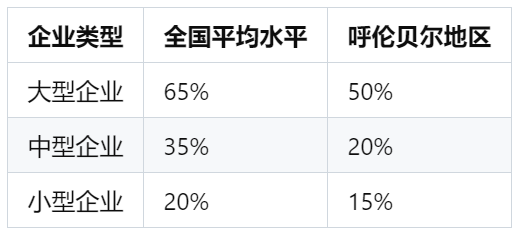 企业类型 全国平均水平 呼伦贝尔地区
大型企业 65% 50%
中型企业 35% 20%
小型企业 20% 15%